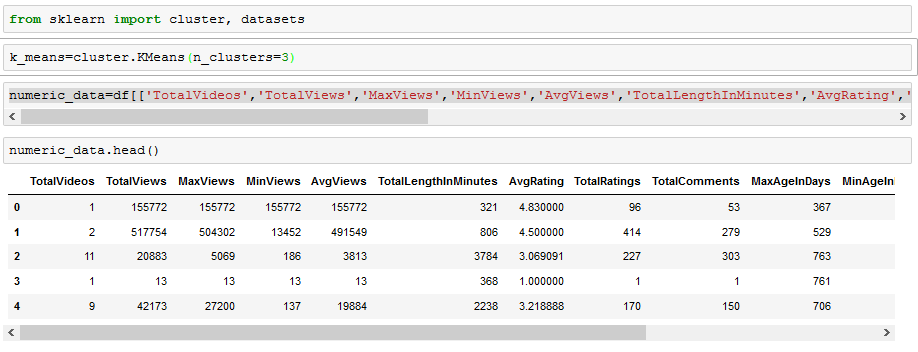 from sklearn import cluster, datasets
k_means=cluster.KMeans(n_clusters=3)
numeric_data=df[['TotalVideos','TotalViews','MaxViews','MinViews','AvgViews','TotalLengthInMinutes','AvgRating','
numeric_data.head()
TotalVideos TotalViews MaxViews MinViews AvgViews TotalLengthInMinutes AvgRating TotalRatings TotalComments MaxAgeInDays MinAgeIn
0 1 155772 155772 155772 155772 321 4.830000 96 53 367
1 2 517754 504302 13452 491549 806 4.500000 414 279 529
2 11 20883 5069 186 3813 3784 3.069091 227 303 763
3 1 13 13 13 13 368 1.000000 1 1 761
4 9 42173 27200 137 19884 2238 3.218888 170 150 706